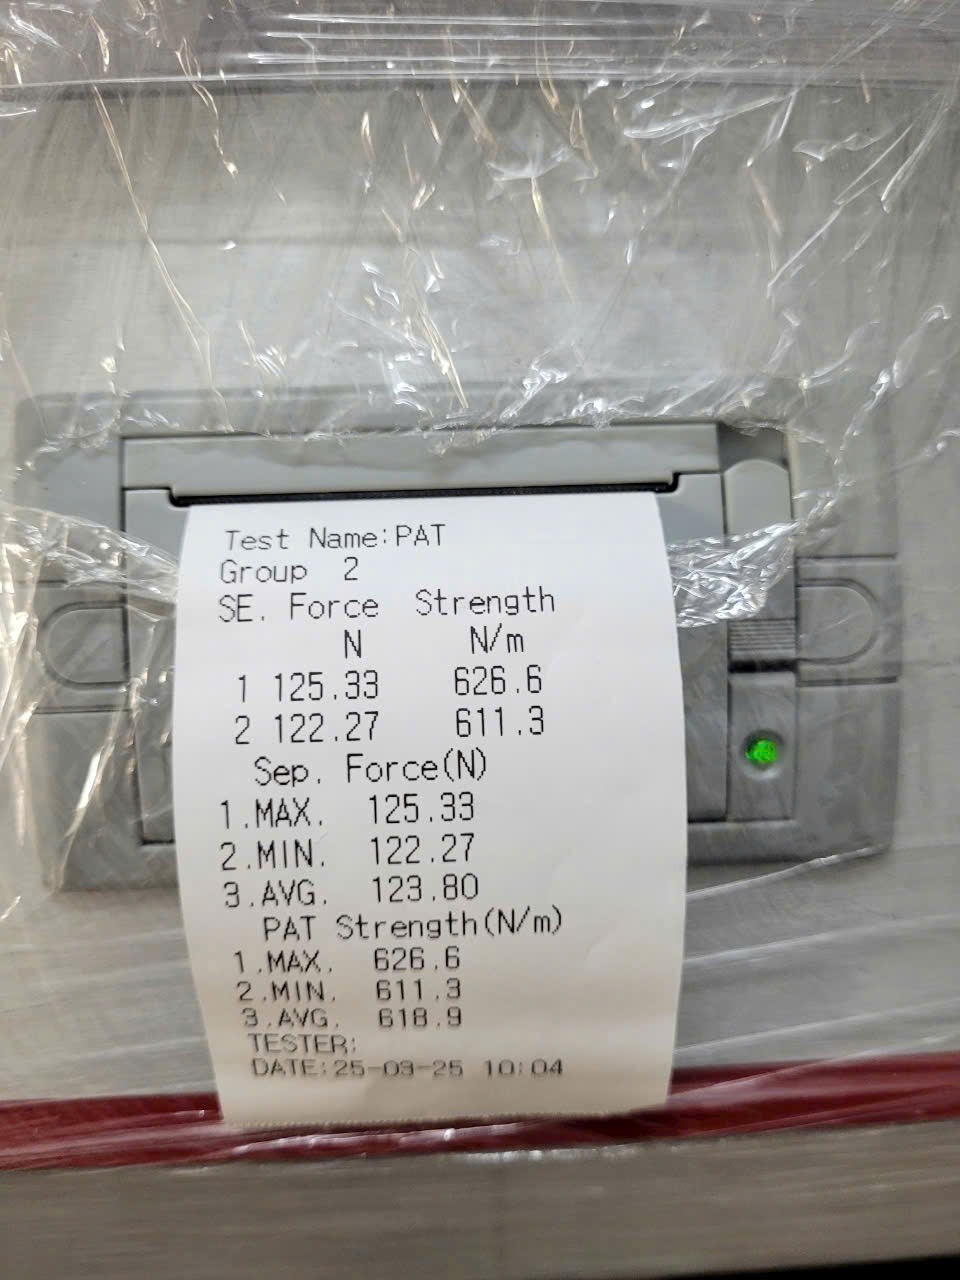 Test Name:PAT
Group 2
SE. Force Strength
N N/m
1 125.33 626.6
2 122.27 611.3
Sep. Force(N)
1.MAX. 125.33
2.MIN. 122.27
3.AVG. 123.80
PAT Strength(N/m)
1.MAX. 626.6
2.MIN. 611.3
3.AVG. 618.9
TESTER:
DATE:25-09-25 10:04